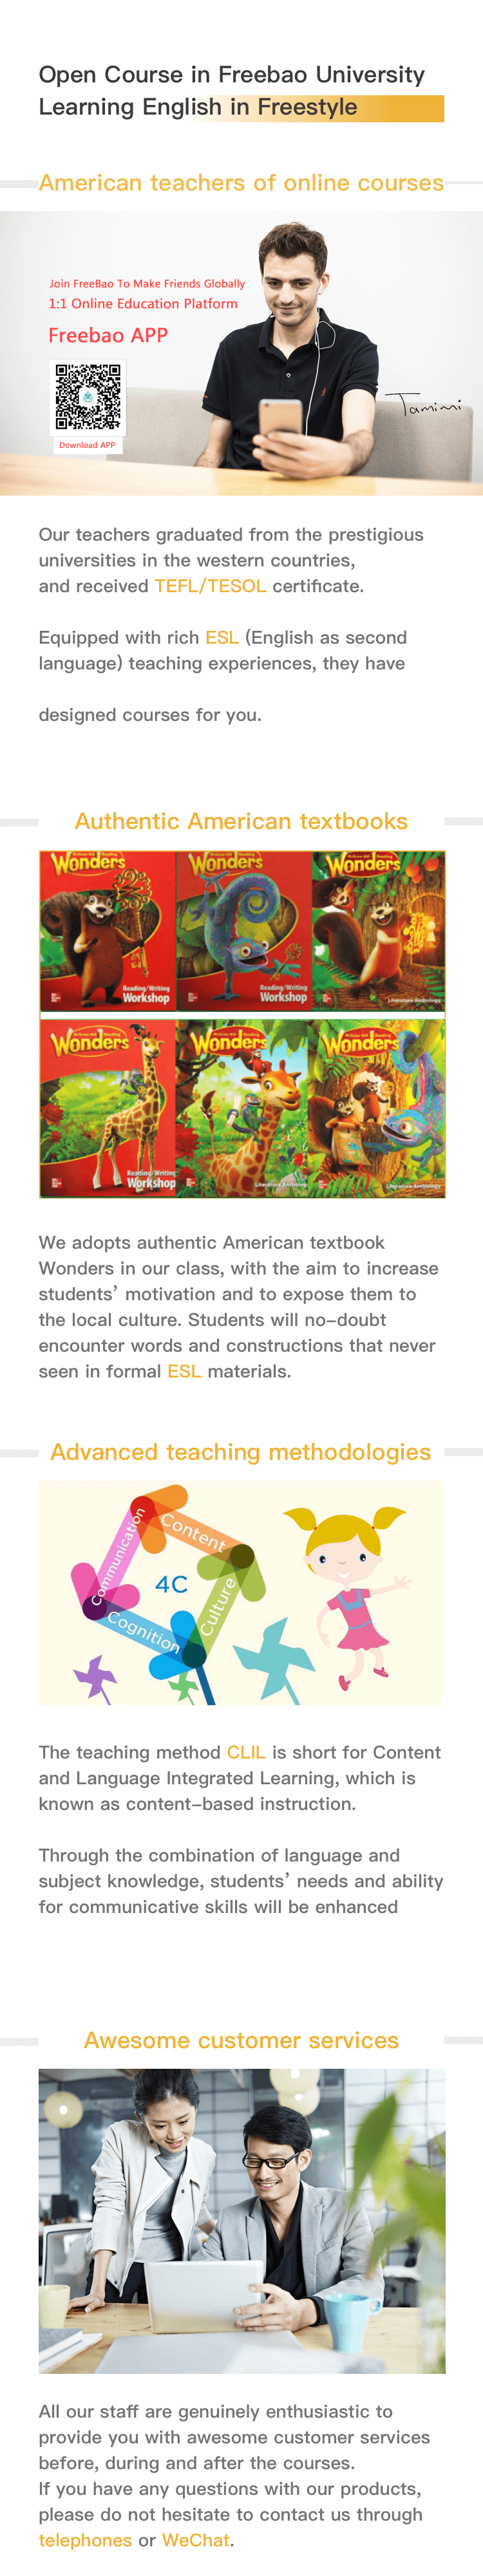 Open Course in Freebao University
Learning English in Freestyle
American teachers of online courses
Join FreeBao To Make Friends Globally
1:1 Online Education Platform
Freebao APP
Download APP
Tamimi
Our teachers graduated from the prestigious
universities in the western countries,
and received TEFL/TESOL certificate.
Equipped with rich ESL (English as second
language) teaching experiences, they have
designed courses for you.
Authentic American textbooks
Wonders
Wonders
Wonders
Reading/Writing
Workshop
Reading/Writing
Workshop
Literature Anthology
Wonders
Wonders
Wonders
Reading/Writing
Workshop
Literature Anthology
Literature Anthology
We adopts authentic American textbook
Wonders in our class, with the aim to increase
students’ motivation and to expose them to
the local culture. Students will no-doubt
encounter words and constructions that never
seen in formal ESL materials.
Advanced teaching methodologies
Content
Communication
4C
Culture
Cognition
The teaching method CLIL is short for Content
and Language Integrated Learning, which is
known as content-based instruction.
Through the combination of language and
subject knowledge, students’ needs and ability
for communicative skills will be enhanced
Awesome customer services
All our staff are genuinely enthusiastic to
provide you with awesome customer services
before, during and after the courses.
If you have any questions with our products,
please do not hesitate to contact us through
telephones or WeChat.